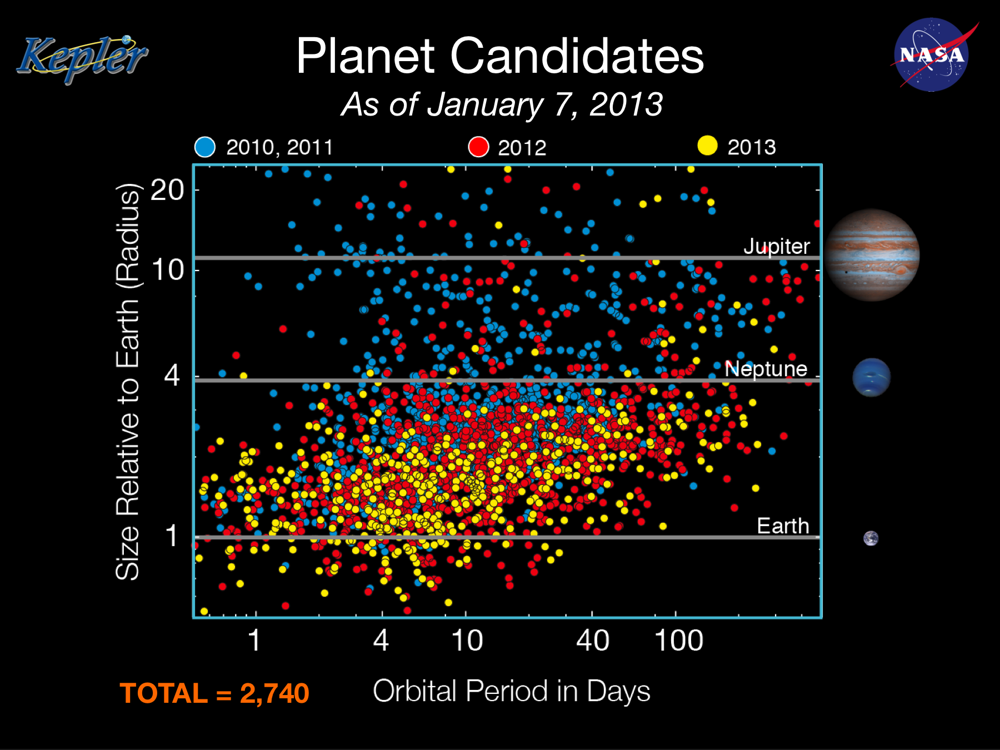 Kepler
Planet Candidates
NASA
As of January 7, 2013
2010, 2011
2012
2013
Size Relative to Earth (Radius)
20
10
4
1
Jupiter
Neptune
Earth
1
4
10
40
100
Orbital Period in Days
TOTAL = 2,740